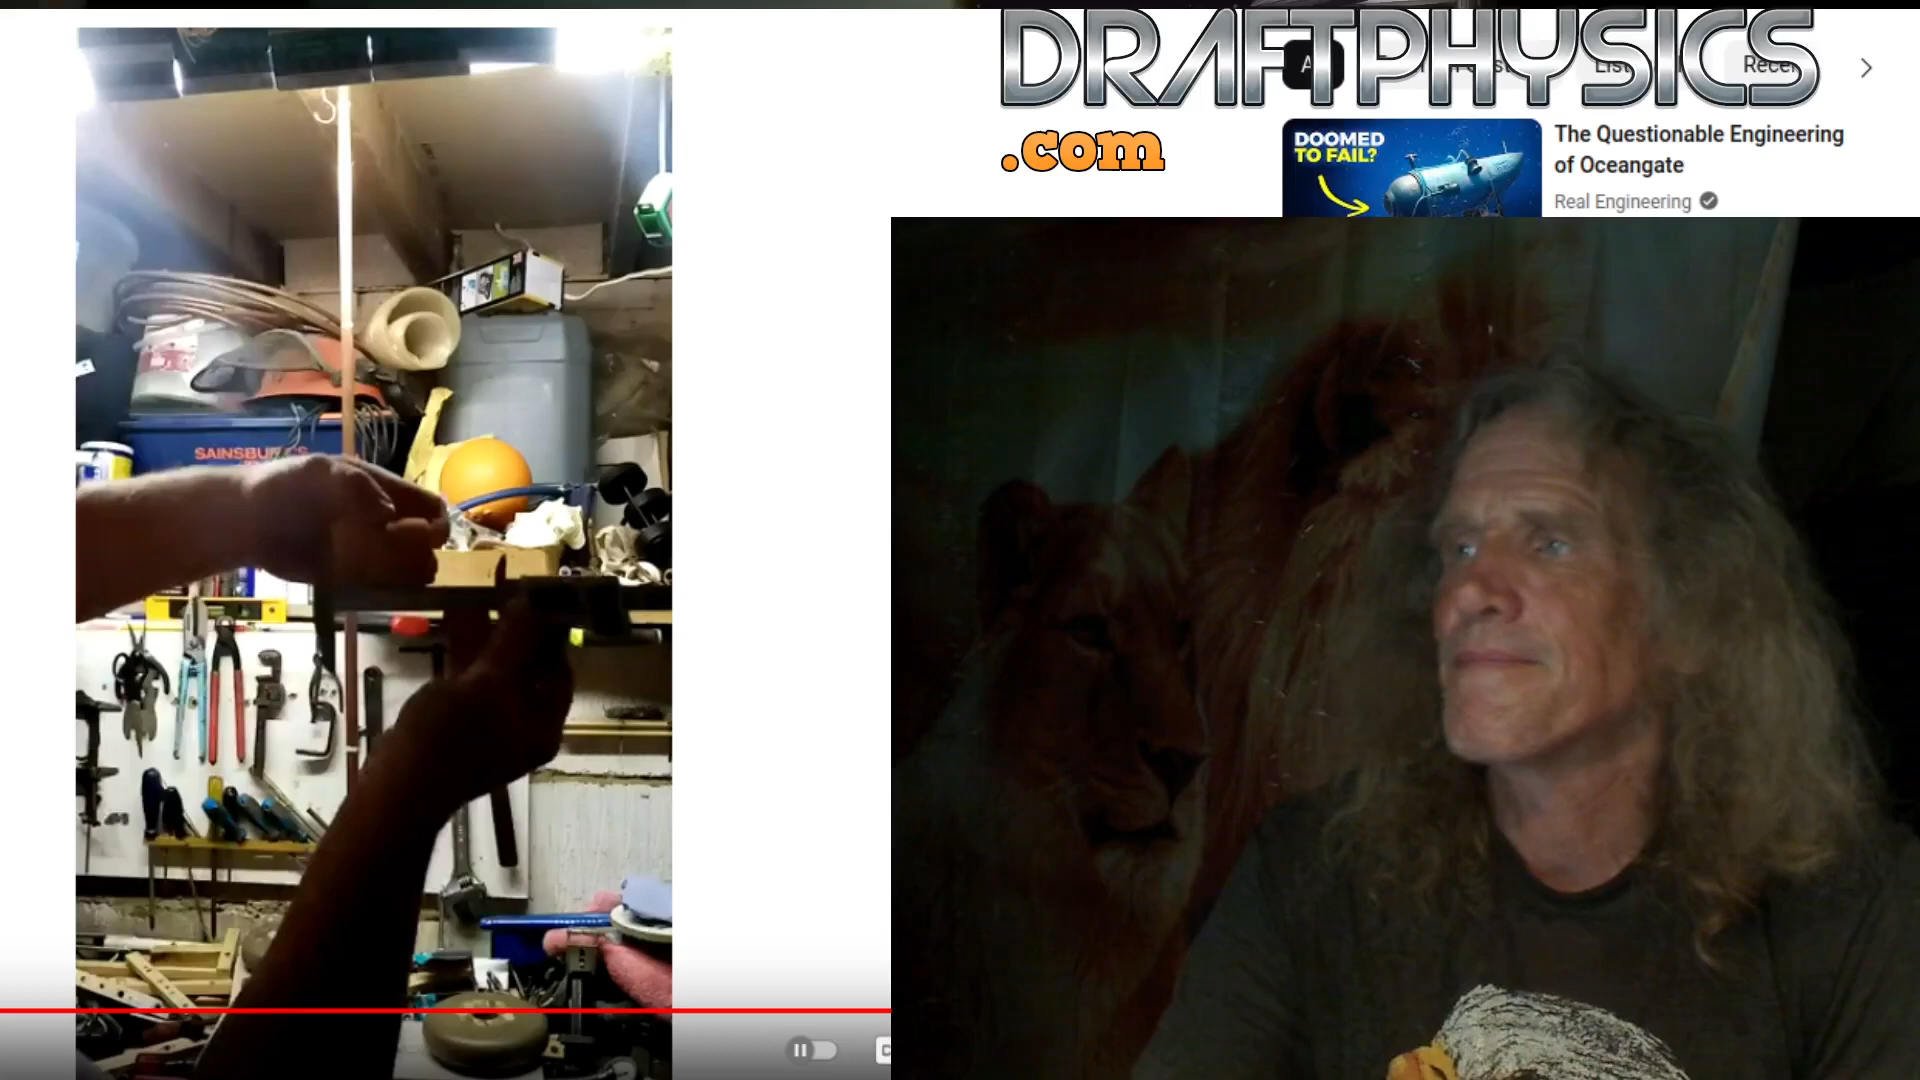 DRAFTPHYSICS
.com
DOOMED
TO FAIL?
The Questionable Engineering
of Oceangate
Real Engineering
SAINSBURY'S